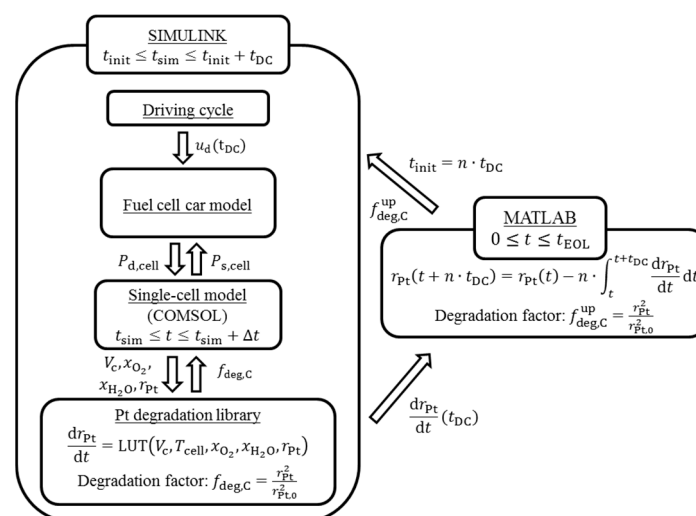 SIMULINK
t_init ≤ t_sim ≤ t_init + t_DC
Driving cycle
u_d(t_DC)
Fuel cell car model
P_d,cell
P_s,cell
Single-cell model
(COMSOL)
t_sim ≤ t ≤ t_sim + Δt
V_c, x_O₂,
x_H₂O, r_Pt
f_deg,C
Pt degradation library
dr_Pt/dt = LUT(V_c, T_cell, x_O₂, x_H₂O, r_Pt)
Degradation factor: f_deg,C = r_Pt^2/r_Pt,0^2
t_init = n · t_DC
f_deg,C^up
MATLAB
0 ≤ t ≤ t_EOL
r_Pt(t + n · t_DC) = r_Pt(t) − n · ∫_t^{t+t_DC} dr_Pt/dt dt
Degradation factor: f_deg,C^up = r_Pt^2/r_Pt,0^2
dr_Pt/dt (t_DC)